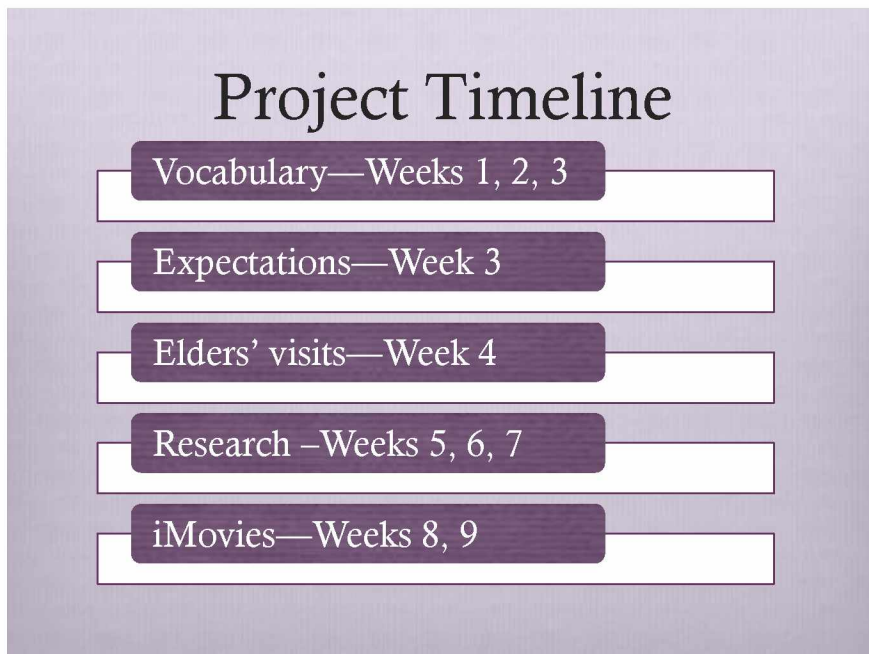 Project Timeline
Vocabulary—Weeks 1, 2, 3
Expectations—Week 3
Elders’ visits—Week 4
Research –Weeks 5, 6, 7
iMovies—Weeks 8, 9